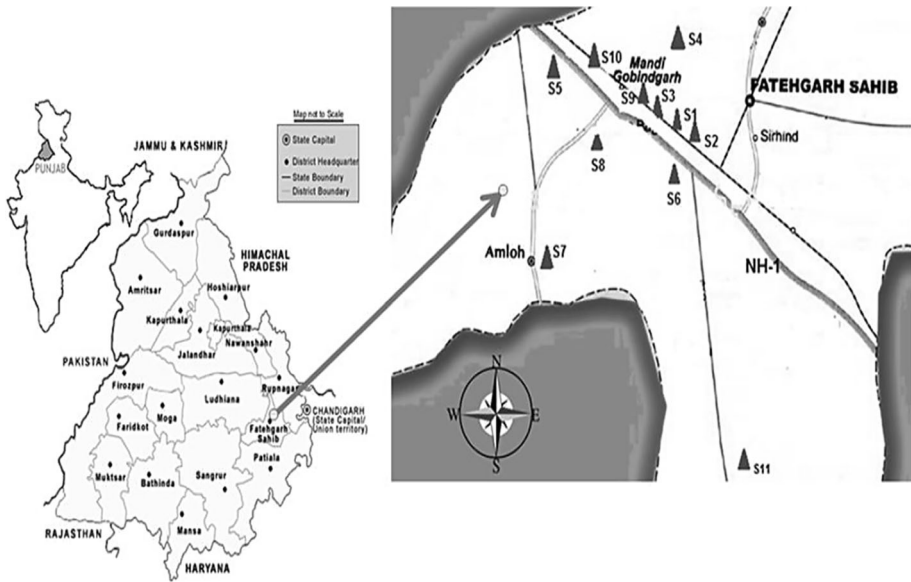 PUNJAB
Map not to Scale
State Capital
District Headquarter
State Boundary
District Boundary
JAMMU & KASHMIR
Gurdaspur
HIMACHAL
PRADESH
Amritsar
Hoshiarpur
Kapurthala
Kapurthala
Nawanshahr
Jalandhar
PAKISTAN
Firozpur
Rupnagar
Ludhiana
Moga
Faridkot
Fatehgarh
Sahib
CHANDIGARH
(State Capital/
Union territory)
Patiala
Muktsar
Bathinda
Sangrur
Mansa
RAJASTHAN
HARYANA
S4
S10
Mandi
Gobindgarh
S5
S9
S3
S1
S2
FATEHGARH SAHIB
Sirhind
S8
S6
Amloh
S7
NH-1
N
W
E
S
S11